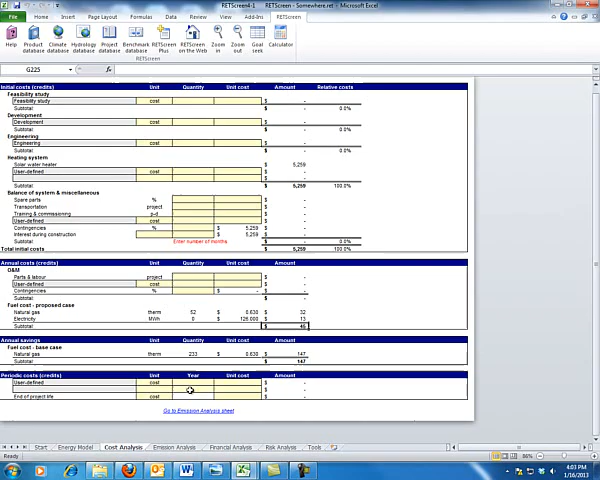 RETScreen4-1 RETScreen - Somewhere.ret - Microsoft Excel
File Home Insert Page Layout Formulas Data Review View Add-Ins RETScreen
Help Product database Climate database Hydrology database Project database Benchmark database RETScreen Plus RETScreen on the Web Zoom in Zoom out Goal seek Calculator
RETScreen
G225 fx
Initial costs (credits) Unit Quantity Unit cost Amount Relative costs
Feasibility study
Feasibility study cost $ -
Subtotal: $ - 0.0%
Development
Development cost $ -
Subtotal: $ - 0.0%
Engineering
Engineering cost $ -
Subtotal: $ - 0.0%
Heating system
Solar water heater $ 5,259
User-defined cost $ -
$ -
Subtotal: $ 5,259 100.0%
Balance of system & miscellaneous
Spare parts % $ -
Transportation project $ -
Training & commissioning p-d $ -
User-defined cost $ -
Contingencies % $ 5,259 $ -
Interest during construction $ 5,259 $ -
Subtotal: Enter number of months $ - 0.0%
Total initial costs $ 5,259 100.0%
Annual costs (credits) Unit Quantity Unit cost Amount
O&M
Parts & labour project $ -
User-defined cost $ -
Contingencies % $ - $ -
Subtotal: $ -
Fuel cost - proposed case
Natural gas therm 52 $ 0.630 $ 32
Electricity MWh 0 $ 126.000 $ 13
Subtotal: $ 45
Annual savings Unit Quantity Unit cost Amount
Fuel cost - base case
Natural gas therm 233 $ 0.630 $ 147
Subtotal: $ 147
Periodic costs (credits) Unit Year Unit cost Amount
User-defined cost $ -
$ -
End of project life cost $ -
Go to Emission Analysis sheet
Start Energy Model Cost Analysis Emission Analysis Financial Analysis Risk Analysis Tools
Ready 86%
4:03 PM
1/16/2013